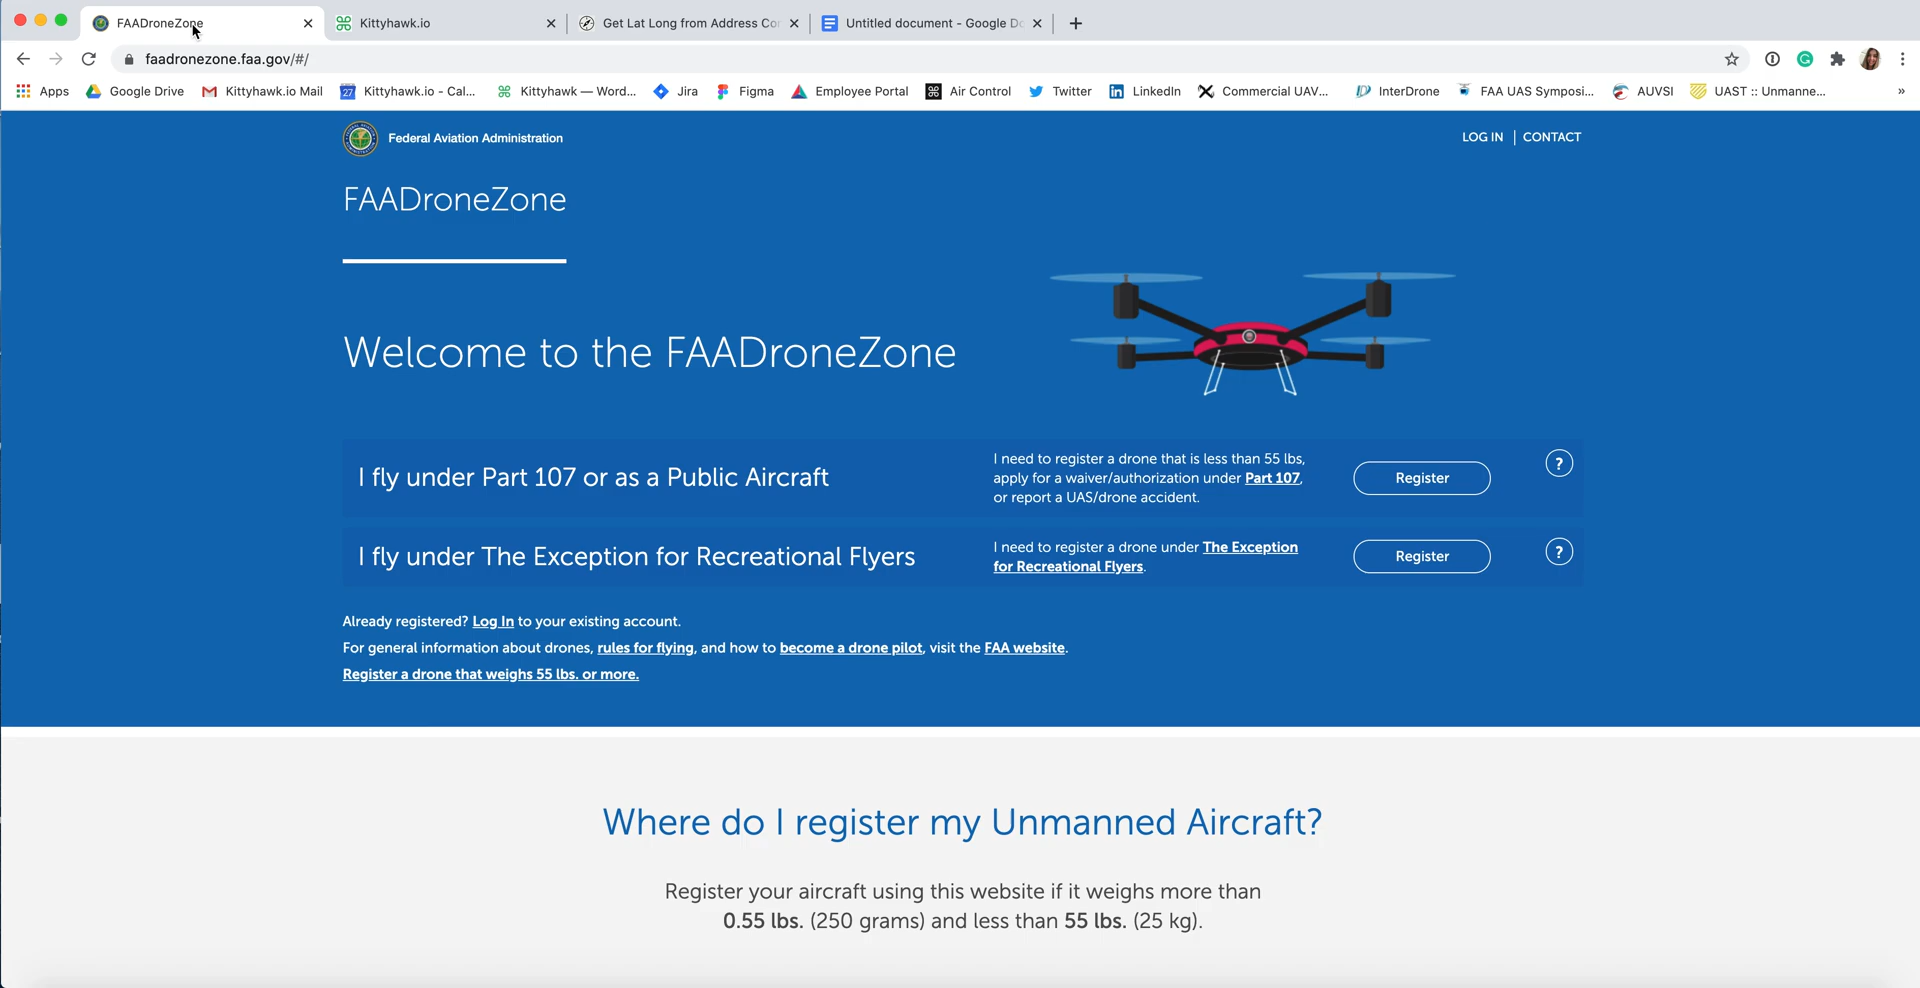 FAADroneZone
Kittyhawk.io
Get Lat Long from Address Co
Untitled document - Google Do
faadronezone.faa.gov/#/
Apps
Google Drive
Kittyhawk.io Mail
27
Kittyhawk.io - Cal...
Kittyhawk — Word...
Jira
Figma
Employee Portal
Air Control
Twitter
LinkedIn
Commercial UAV...
InterDrone
FAA UAS Symposi...
AUVSI
UAST :: Unmanne...
»
Federal Aviation Administration
LOG IN | CONTACT
FAADroneZone
Welcome to the FAADroneZone
I fly under Part 107 or as a Public Aircraft
I need to register a drone that is less than 55 lbs,
apply for a waiver/authorization under Part 107,
or report a UAS/drone accident.
Register
?
I fly under The Exception for Recreational Flyers
I need to register a drone under The Exception
for Recreational Flyers.
Register
?
Already registered? Log In to your existing account.
For general information about drones, rules for flying, and how to become a drone pilot, visit the FAA website.
Register a drone that weighs 55 lbs. or more.
Where do I register my Unmanned Aircraft?
Register your aircraft using this website if it weighs more than
0.55 lbs. (250 grams) and less than 55 lbs. (25 kg).